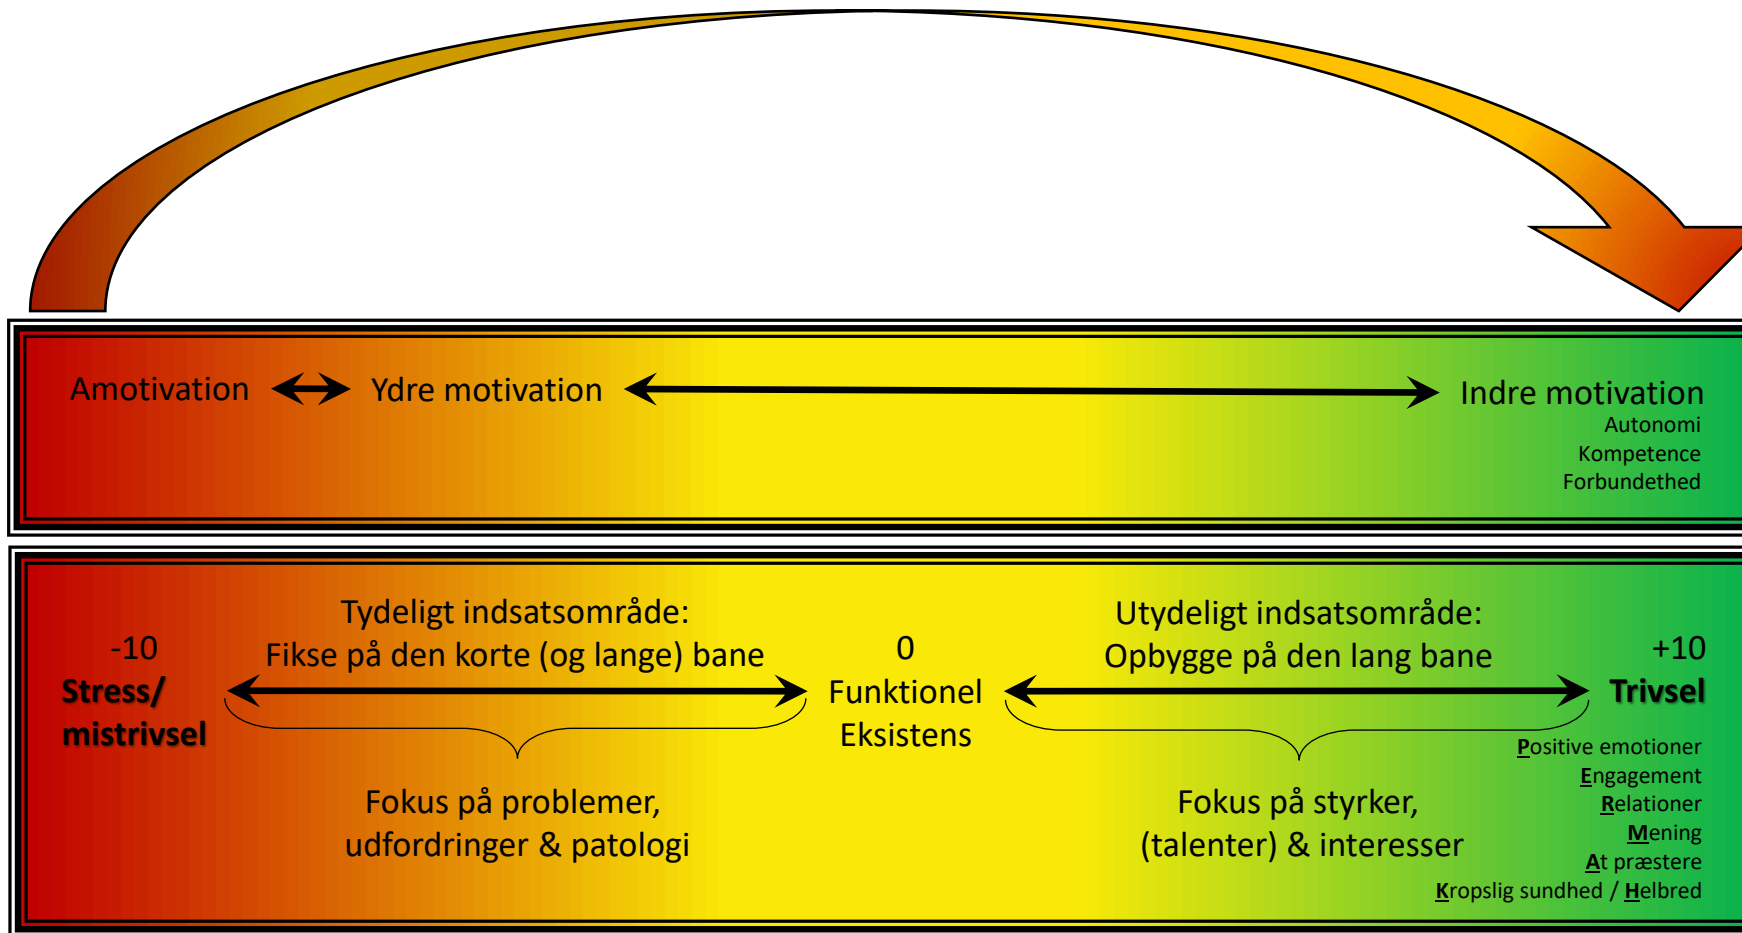 Amotivation
Ydre motivation
Indre motivation
Autonomi
Kompetence
Forbundethed
Tydeligt indsatsområde:
Fikse på den korte (og lange) bane
Utydeligt indsatsområde:
Opbygge på den lang bane
-10
Stress/
mistrivsel
0
Funktionel
Eksistens
+10
Trivsel
Fokus på problemer,
udfordringer & patologi
Fokus på styrker,
(talenter) & interesser
Positive emotioner
Engagement
Relationer
Mening
At præstere
Kropslig sundhed / Helbred